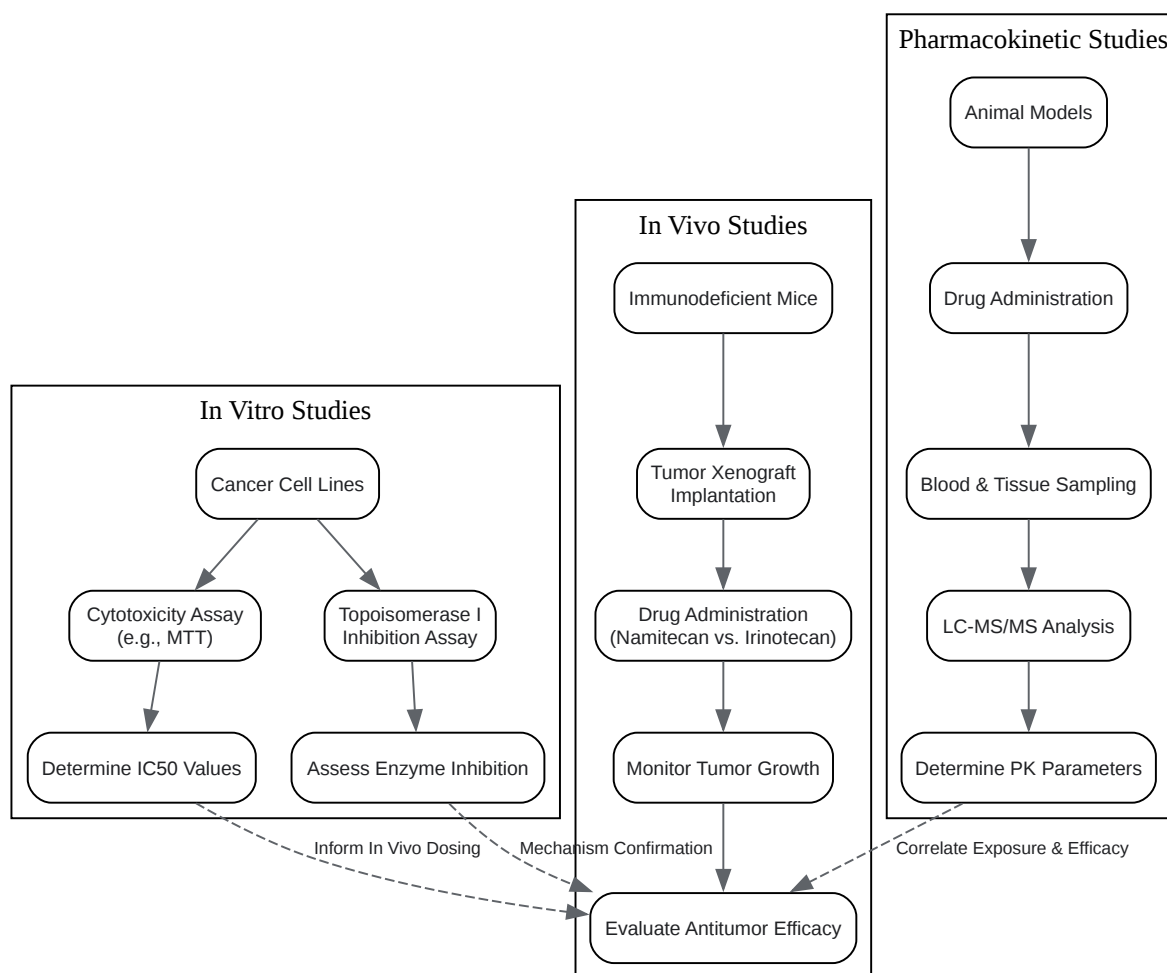 Pharmacokinetic Studies
Animal Models
Drug Administration
Blood & Tissue Sampling
LC-MS/MS Analysis
Determine PK Parameters
In Vivo Studies
Immunodeficient Mice
Tumor Xenograft
Implantation
Drug Administration
(Namitecan vs. Irinotecan)
Monitor Tumor Growth
Evaluate Antitumor Efficacy
In Vitro Studies
Cancer Cell Lines
Cytotoxicity Assay
(e.g., MTT)
Topoisomerase I
Inhibition Assay
Determine IC50 Values
Assess Enzyme Inhibition
Inform In Vivo Dosing
Mechanism Confirmation
Correlate Exposure & Efficacy